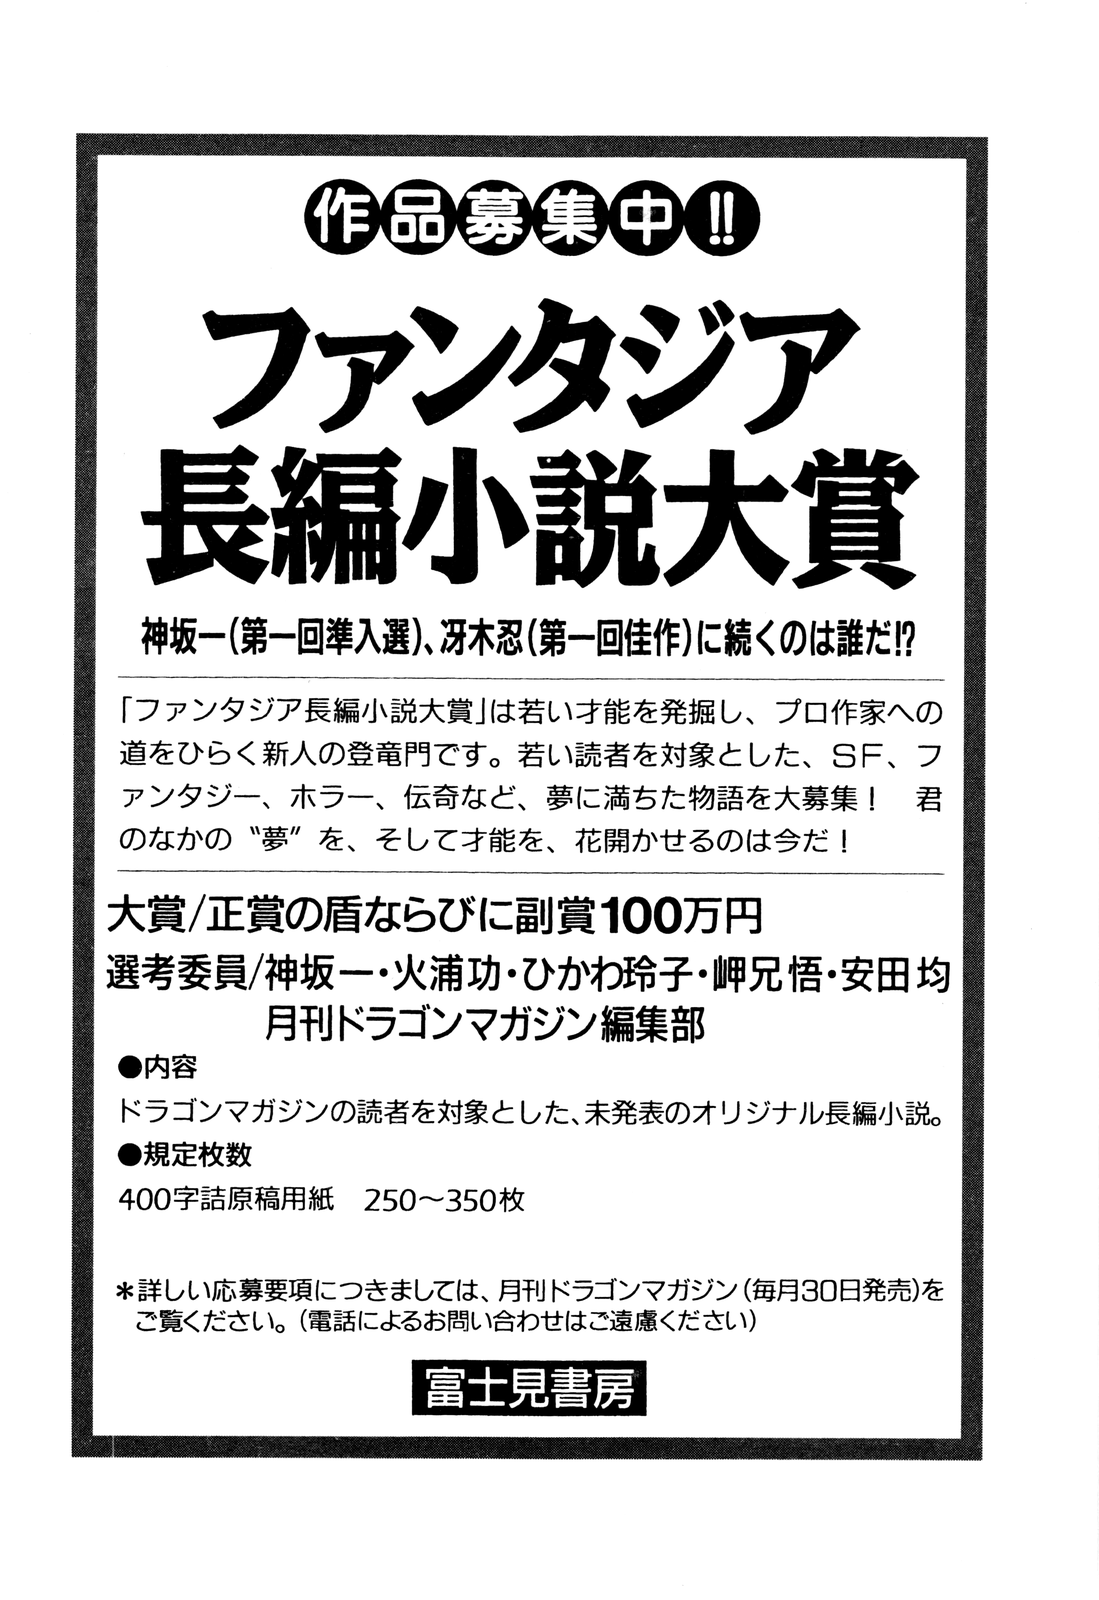 作品募集中!!
ファンタジア
長編小説大賞
神坂一(第一回準入選)、冴木忍(第一回佳作)に続くのは誰だ!?
「ファンタジア長編小説大賞」は若い才能を発掘し、プロ作家への
道をひらく新人の登竜門です。若い読者を対象とした、SF、フ
ァンタジー、ホラー、伝奇など、夢に満ちた物語を大募集！　君
のなかの〝夢〟を、そして才能を、花開かせるのは今だ！
大賞/正賞の盾ならびに副賞100万円
選考委員/神坂一・火浦功・ひかわ玲子・岬兄悟・安田均
月刊ドラゴンマガジン編集部
●内容
ドラゴンマガジンの読者を対象とした、未発表のオリジナル長編小説。
●規定枚数
400字詰原稿用紙　250～350枚
＊詳しい応募要項につきましては、月刊ドラゴンマガジン(毎月30日発売)を
ご覧ください。(電話によるお問い合わせはご遠慮ください)
富士見書房